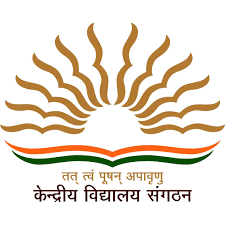 तत् त्वं पूषन् अपावृणु
केन्द्रीय विद्यालय संगठन